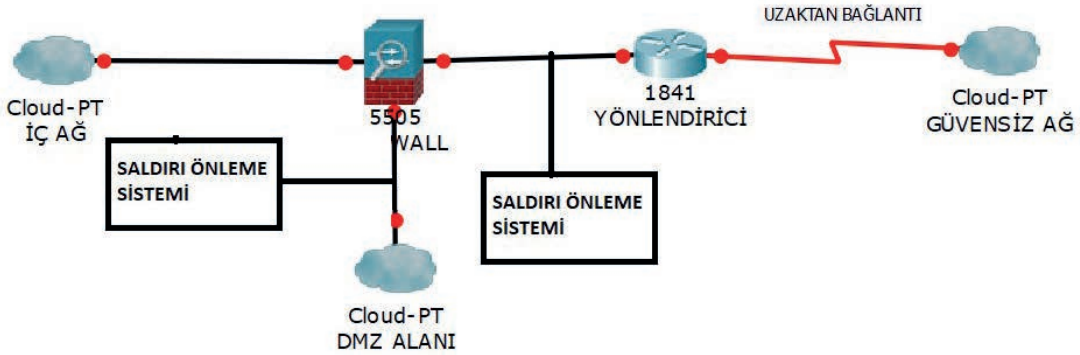 UZAKTAN BAĞLANTI
Cloud-PT
İÇ AĞ
5505
WALL
1841
YÖNLENDİRİCİ
Cloud-PT
GÜVENSİZ AĞ
SALDIRI ÖNLEME
SİSTEMİ
SALDIRI ÖNLEME
SİSTEMİ
Cloud-PT
DMZ ALANI